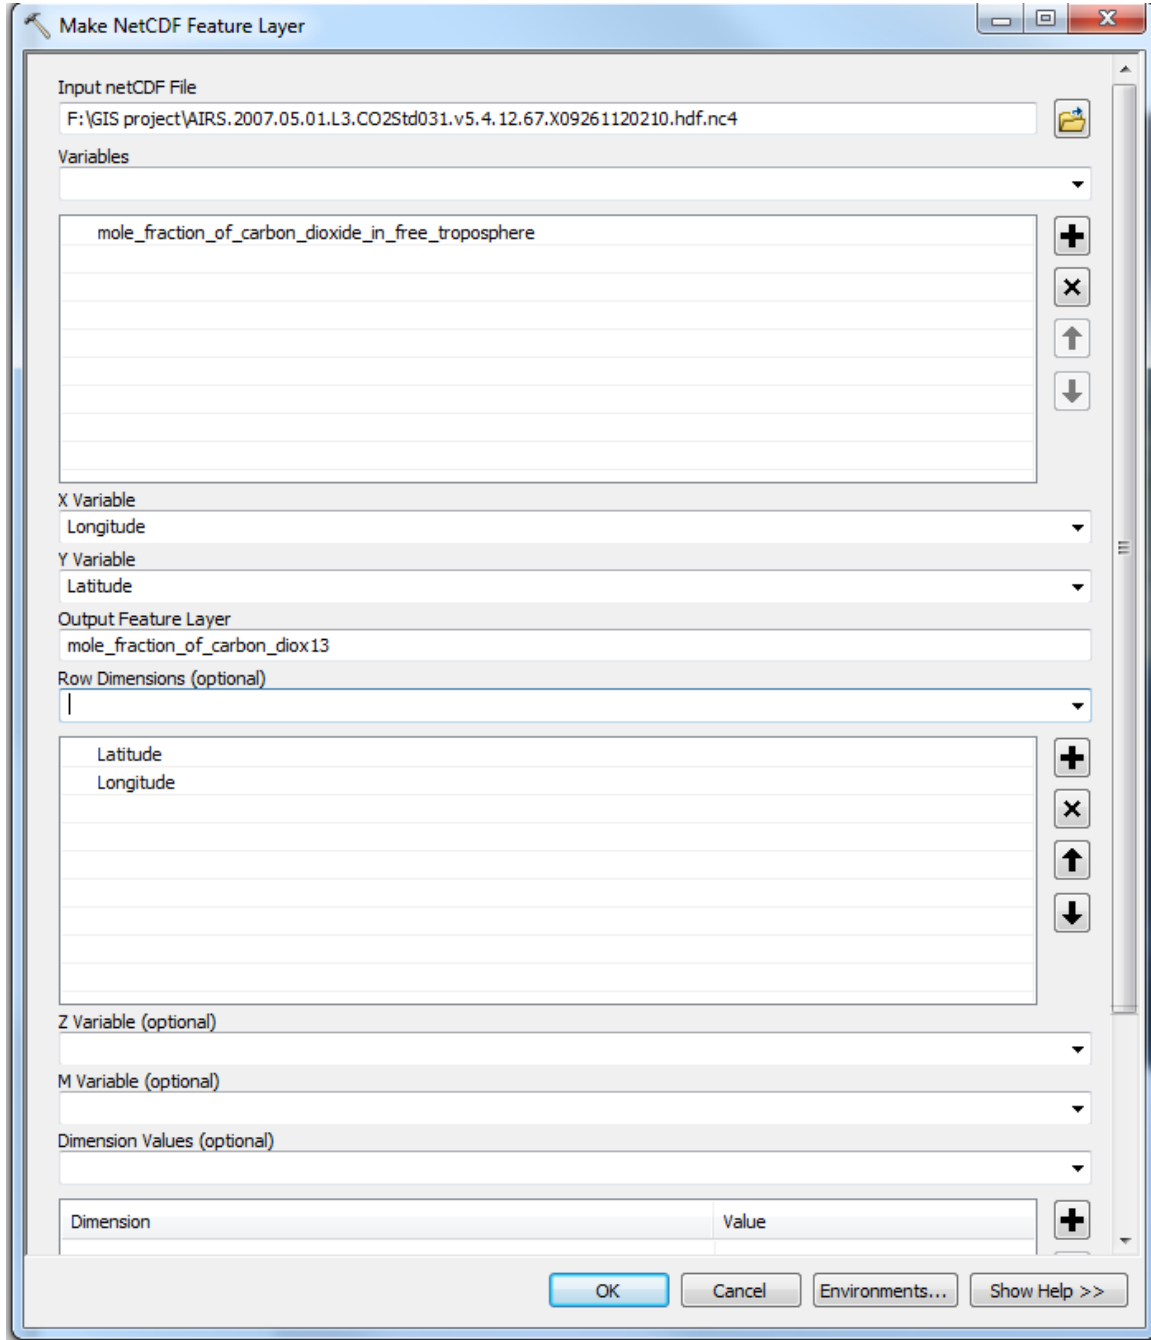 Make NetCDF Feature Layer
Input netCDF File
F:\GIS project\AIRS.2007.05.01.L3.CO2Std031.v5.4.12.67.X09261120210.hdf.nc4
Variables
mole_fraction_of_carbon_dioxide_in_free_troposphere
X Variable
Longitude
Y Variable
Latitude
Output Feature Layer
mole_fraction_of_carbon_diox13
Row Dimensions (optional)
Latitude
Longitude
Z Variable (optional)
M Variable (optional)
Dimension Values (optional)
Dimension Value
OK Cancel Environments... Show Help >>